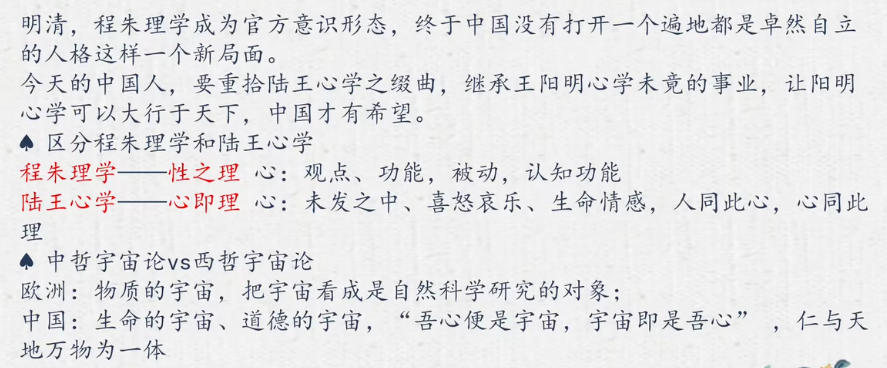 明清，程朱理学成为官方意识形态，终于中国没有打开一个遍地都是卓然自立
的人格这样一个新局面。
今天的中国人，要重拾陆王心学之缀曲，继承王阳明心学未竟的事业，让阳明
心学可以大行于天下，中国才有希望。
♠ 区分程朱理学和陆王心学
程朱理学——性之理 心：观点、功能，被动，认知功能
陆王心学——心即理 心：未发之中、喜怒哀乐、生命情感，人同此心，心同此
理
♠ 中哲宇宙论vs西哲宇宙论
欧洲：物质的宇宙，把宇宙看成是自然科学研究的对象；
中国：生命的宇宙、道德的宇宙，“吾心便是宇宙，宇宙即是吾心” ，仁与天
地万物为一体